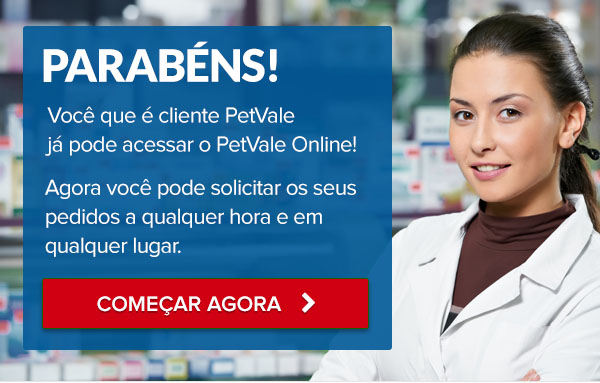 PARABÉNS!
Você que é cliente PetVale
já pode acessar o PetVale Online!
Agora você pode solicitar os seus
pedidos a qualquer hora e em
qualquer lugar.
COMEÇAR AGORA